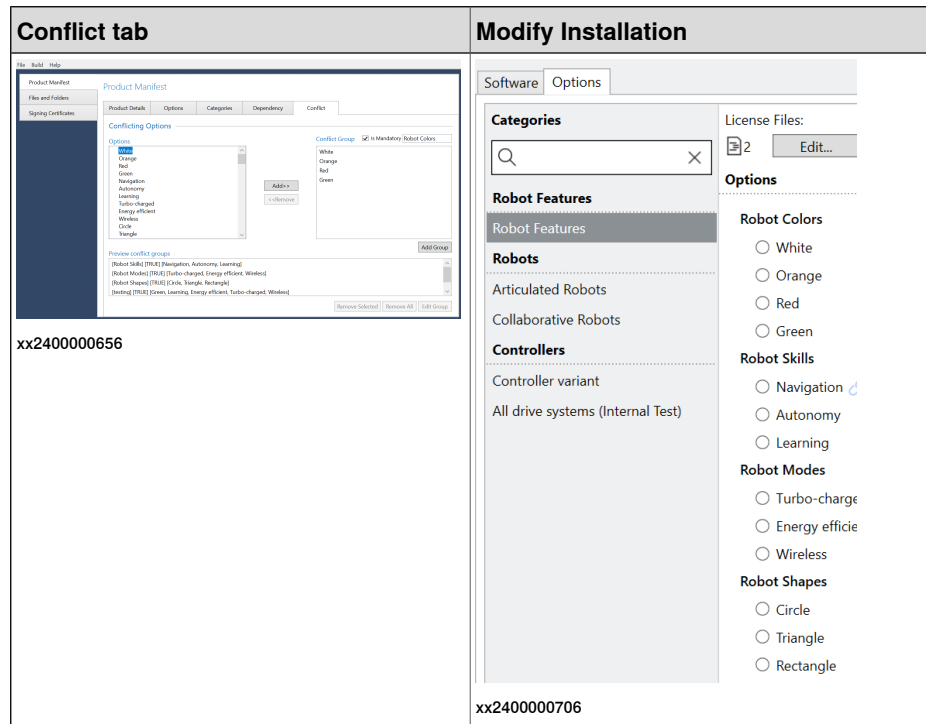 Conflict tab
Modify Installation
File Build Help
Product Manifest
Files and Folders
Signing Certificates
Product Manifest
Product Details Options Categories Dependency Conflict
Conflicting Options
Options
White
Orange
Red
Green
Navigation
Autonomy
Learning
Turbo-charged
Energy efficient
Wireless
Circle
Triangle
Add>>
<<Remove
Conflict Group Is Mandatory Robot Colors
White
Orange
Red
Green
Add Group
Preview conflict groups
[Robot Skills] [TRUE] [Navigation, Autonomy, Learning]
[Robot Modes] [TRUE] [Turbo-charged, Energy efficient, Wireless]
[Robot Shapes] [TRUE] [Circle, Triangle, Rectangle]
[testing] [TRUE] [Green, Learning, Energy efficient, Turbo-charged, Wireless]
Remove Selected Remove All Edit Group
xx2400000656
Software Options
Categories
Robot Features
Robot Features
Robots
Articulated Robots
Collaborative Robots
Controllers
Controller variant
All drive systems (Internal Test)
License Files:
2 Edit...
Options
Robot Colors
White
Orange
Red
Green
Robot Skills
Navigation
Autonomy
Learning
Robot Modes
Turbo-charge
Energy efficie
Wireless
Robot Shapes
Circle
Triangle
Rectangle
xx2400000706